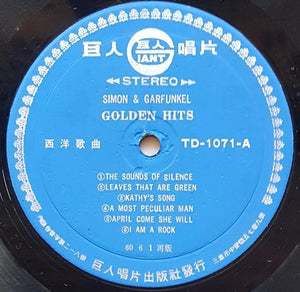 巨人 唱片
巨人
GIANT
STEREO
SIMON & GARFUNKEL
GOLDEN HITS
西洋歌曲 TD-1071-A
①THE SOUNDS OF SILENCE
②LEAVES THAT ARE GREEN
③KATHY'S SONG
④A MOST PECULIAR MAN
⑤APRIL COME SHE WILL
⑥I AM A ROCK
60 6 1再版
巨人唱片出版社發行